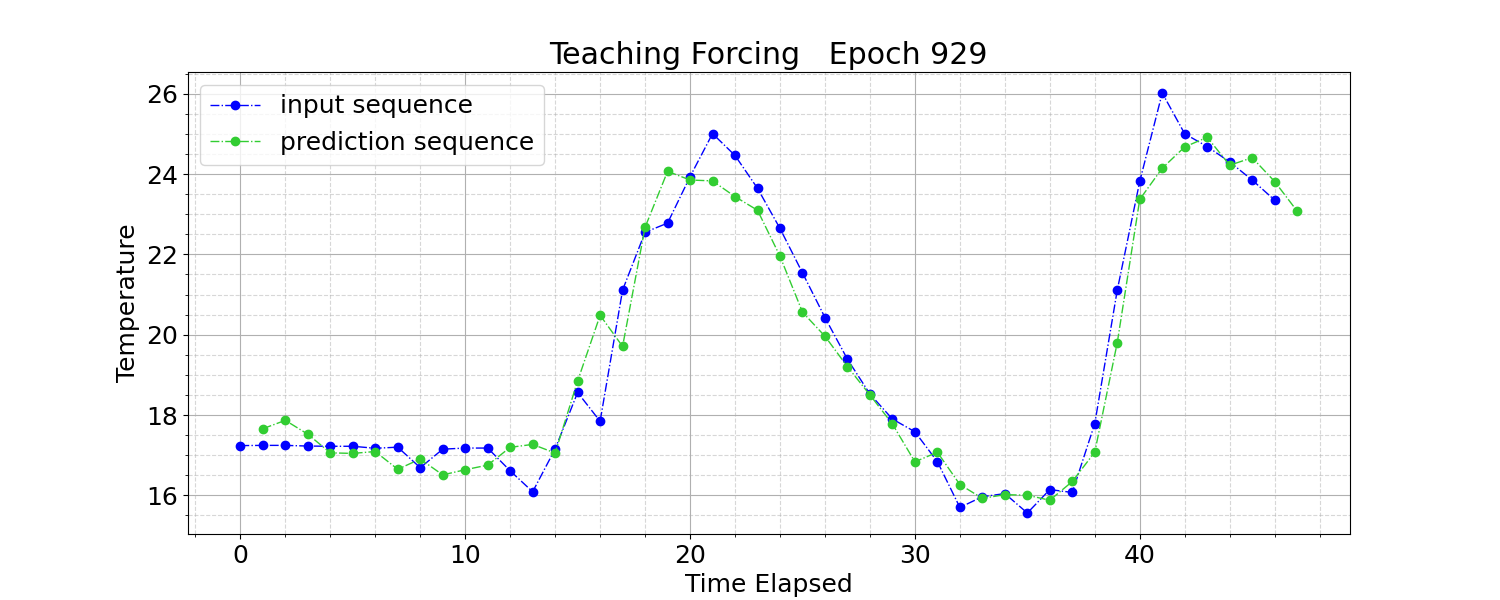 Teaching Forcing   Epoch 929
input sequence
prediction sequence
Temperature
26
24
22
20
18
16
0 10 20 30 40
Time Elapsed